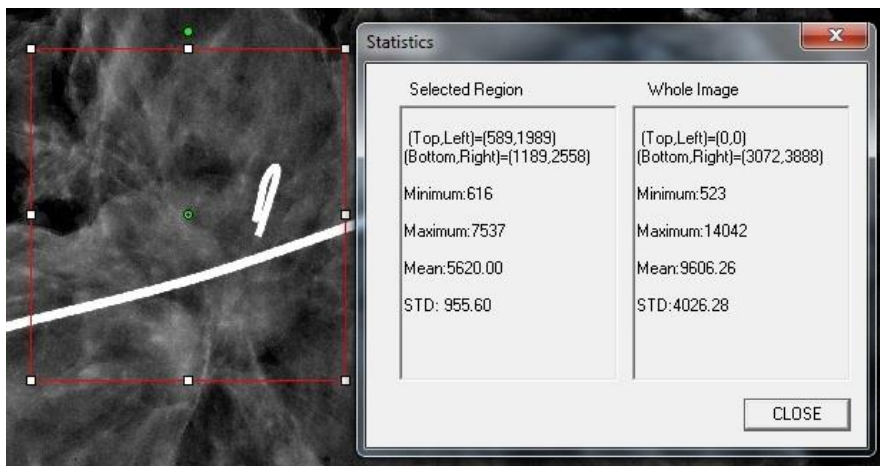 Statistics
Selected Region
(Top,Left)=(589,1989)
(Bottom,Right)=(1189,2558)
Minimum:616
Maximum:7537
Mean:5620.00
STD: 955.60
Whole Image
(Top,Left)=(0,0)
(Bottom,Right)=(3072,3888)
Minimum:523
Maximum:14042
Mean:9606.26
STD:4026.28
CLOSE